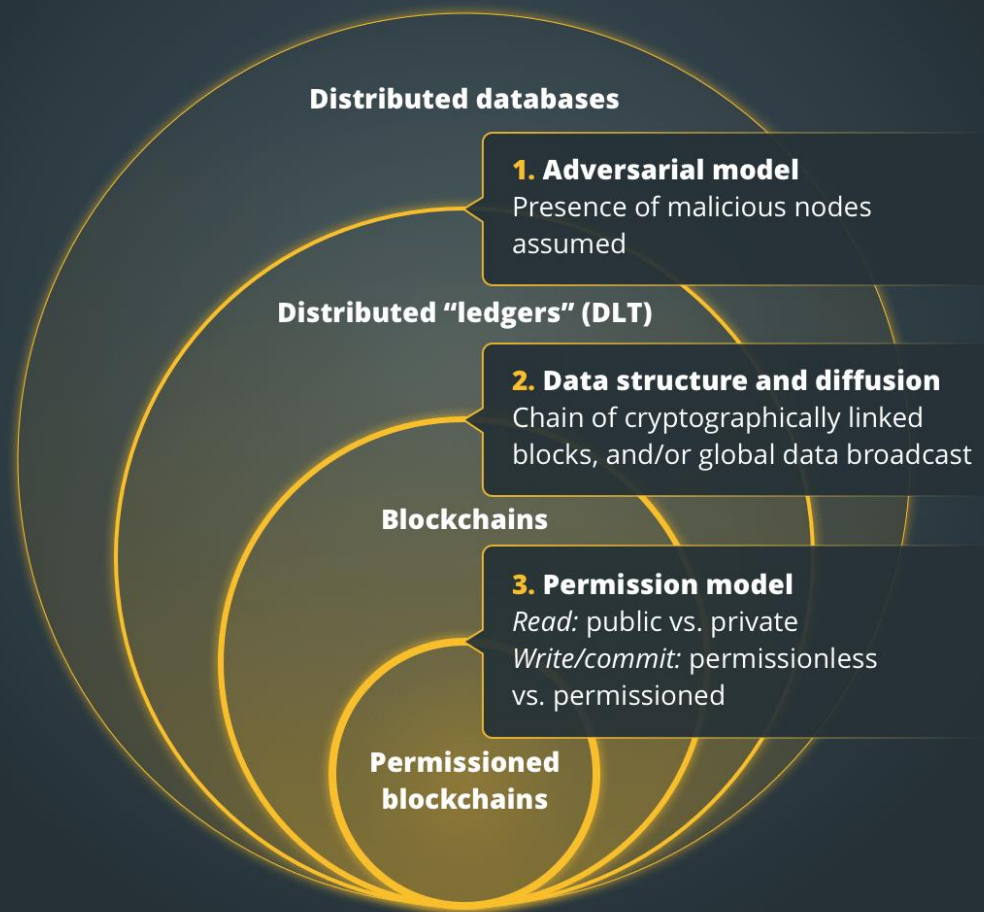 Distributed databases
1. Adversarial model
Presence of malicious nodes
assumed
Distributed “ledgers” (DLT)
2. Data structure and diffusion
Chain of cryptographically linked
blocks, and/or global data broadcast
Blockchains
3. Permission model
Read: public vs. private
Write/commit: permissionless
vs. permissioned
Permissioned
blockchains